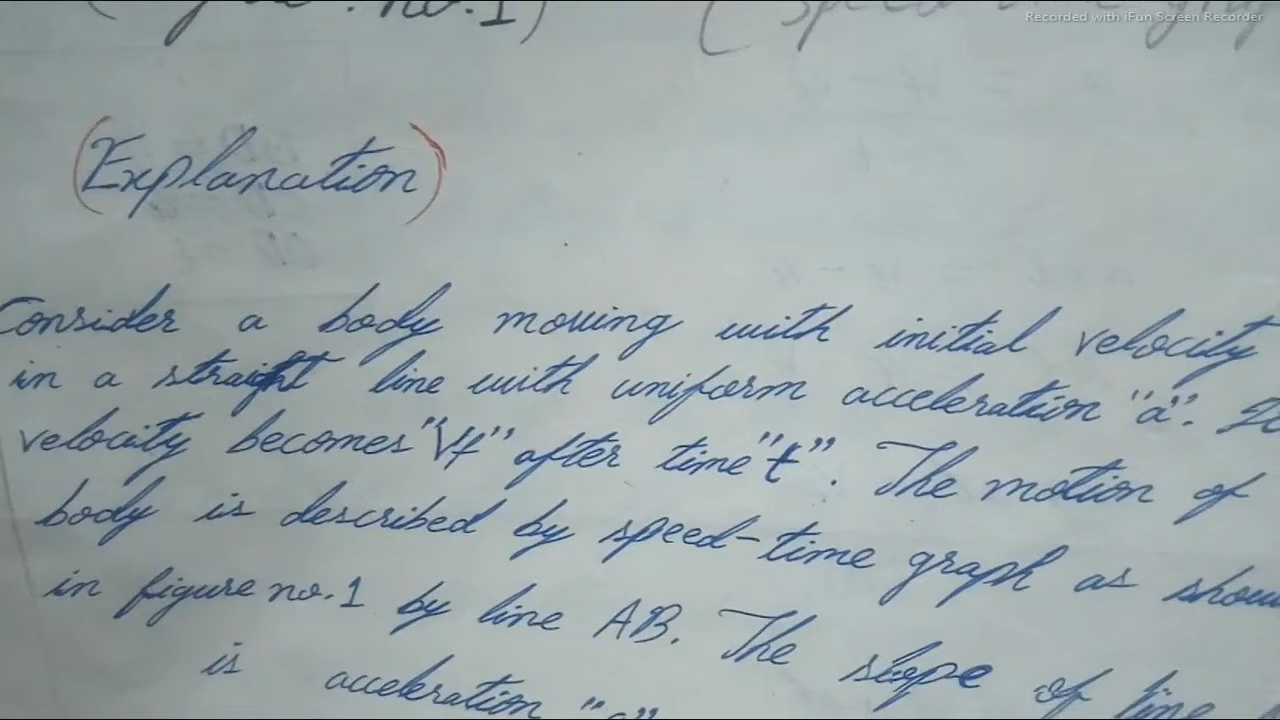 Recorded with iFun Screen Recorder
no.1)
(Explanation)
Consider a body moving with initial velocity
in a straight line with uniform acceleration "a".
velocity becomes "Vf" after time "t". The motion of
body is described by speed-time graph as
in figure no.1 by line AB. The slope of line
is acceleration "a"